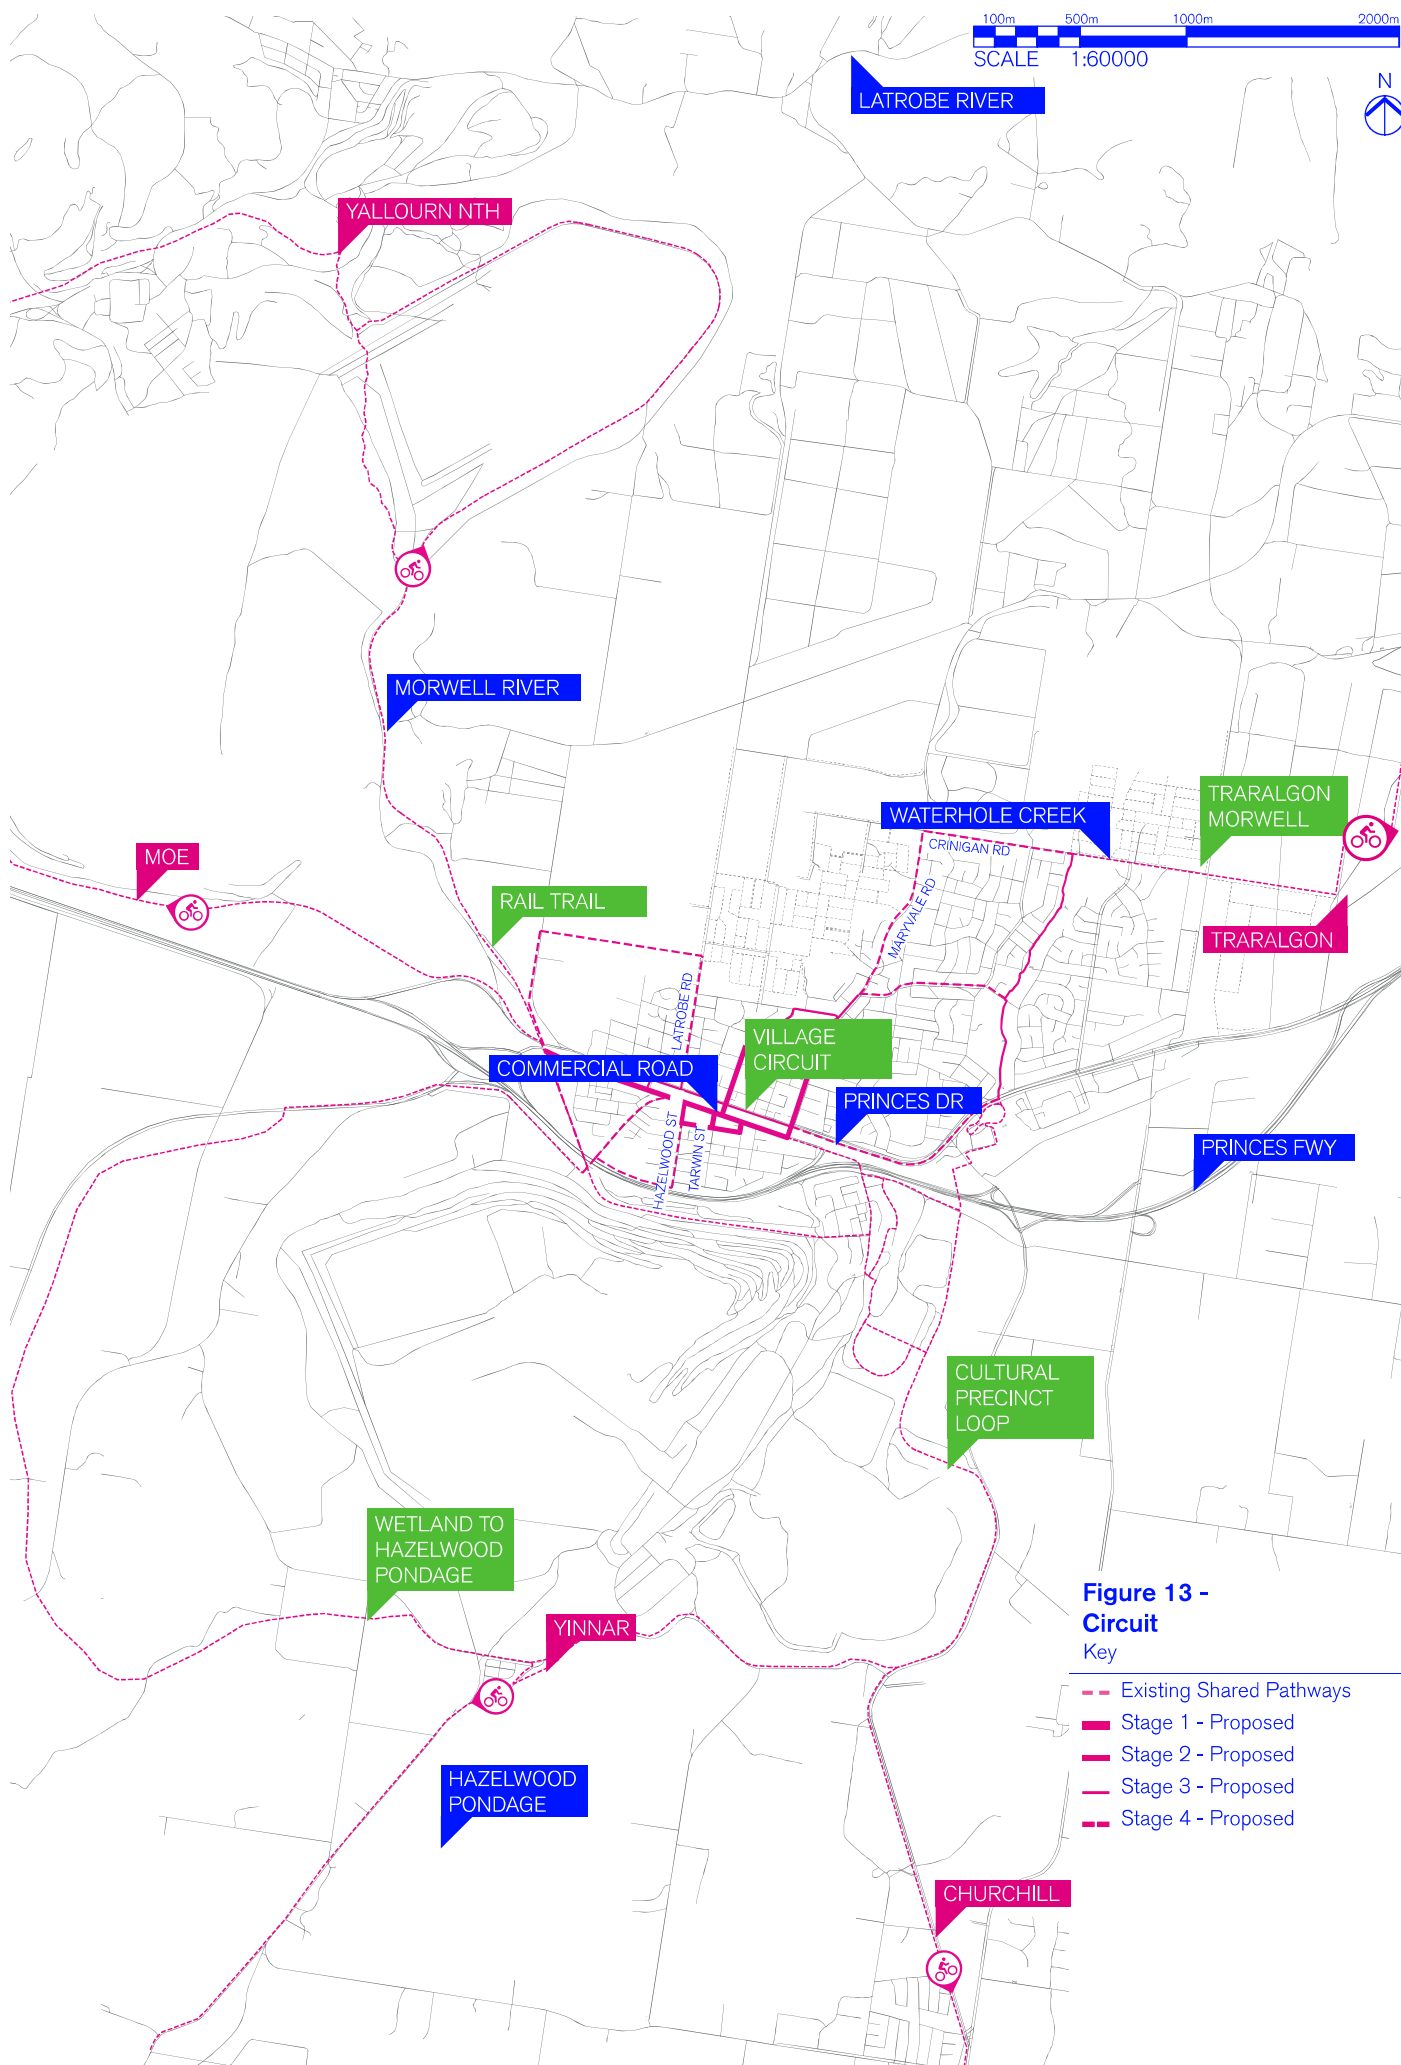 100m 500m 1000m 2000m
SCALE 1:60000
N
LATROBE RIVER
YALLOURN NTH
MORWELL RIVER
TRARALGON
MORWELL
WATERHOLE CREEK
CRINIGAN RD
MOE
MARYVALE RD
RAIL TRAIL
TRARALGON
LATROBE RD
VILLAGE
CIRCUIT
COMMERCIAL ROAD
PRINCES DR
HAZELWOOD ST
TARWIN ST
PRINCES FWY
CULTURAL
PRECINCT
LOOP
WETLAND TO
HAZELWOOD
PONDAGE
YINNAR
Figure 13 -
Circuit
Key
Existing Shared Pathways
Stage 1 - Proposed
Stage 2 - Proposed
Stage 3 - Proposed
Stage 4 - Proposed
HAZELWOOD
PONDAGE
CHURCHILL